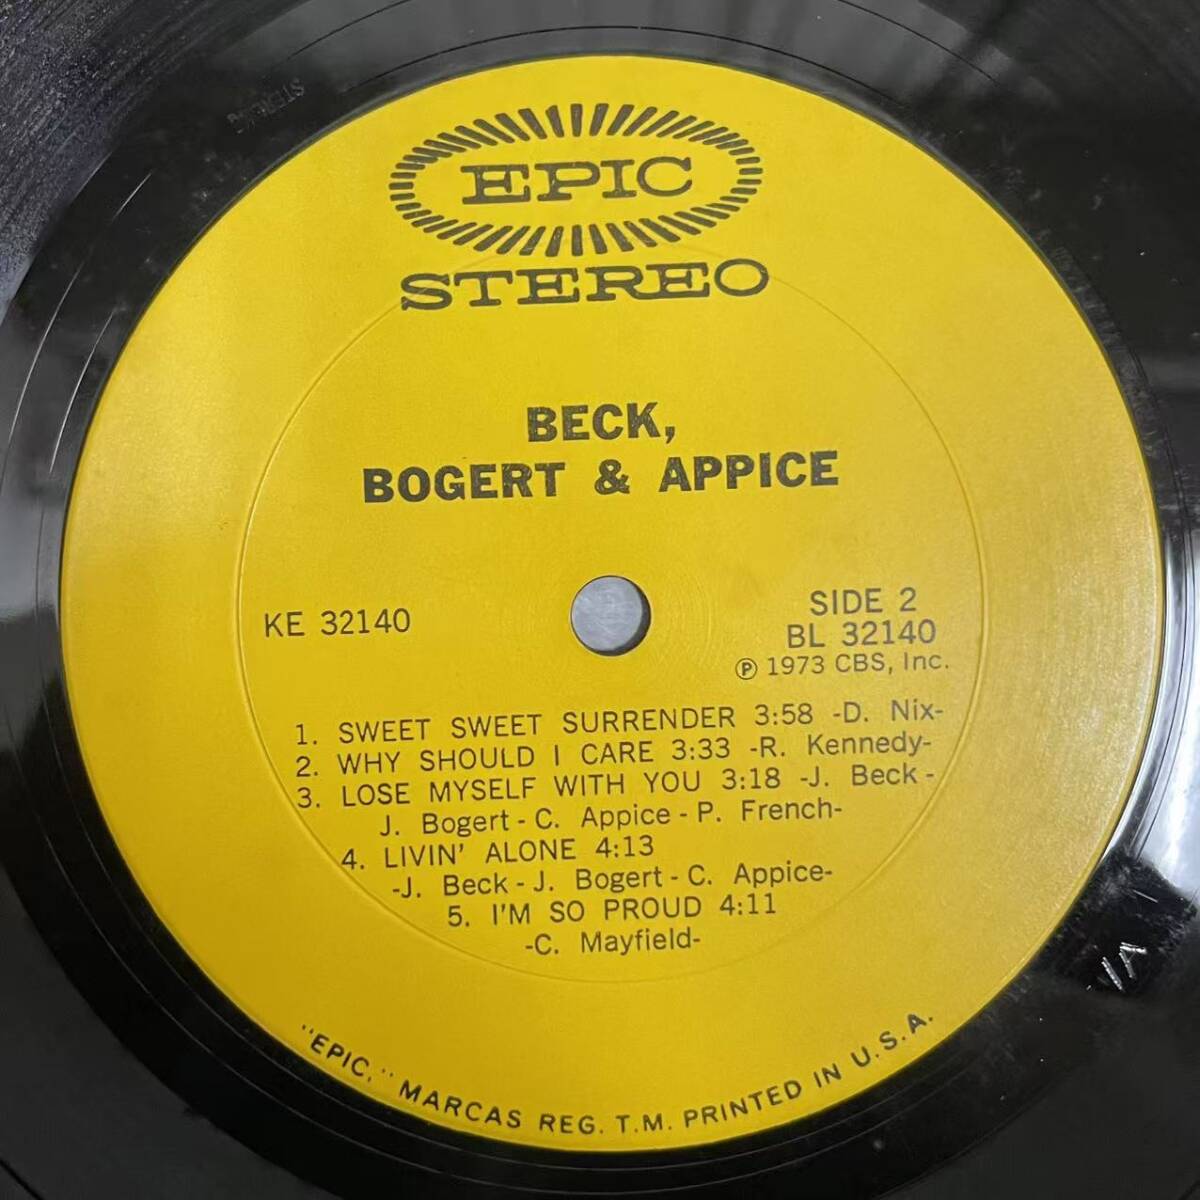 EPIC
STEREO
BECK,
BOGERT & APPICE
KE 32140
SIDE 2
BL 32140
Ⓟ 1973 CBS, Inc.
1. SWEET SWEET SURRENDER 3:58 -D. Nix-
2. WHY SHOULD I CARE 3:33 -R. Kennedy-
3. LOSE MYSELF WITH YOU 3:18 -J. Beck -
J. Bogert - C. Appice - P. French-
4. LIVIN' ALONE 4:13
-J. Beck - J. Bogert - C. Appice-
5. I'M SO PROUD 4:11
-C. Mayfield-
"EPIC," MARCAS REG. T.M. PRINTED IN U.S.A.